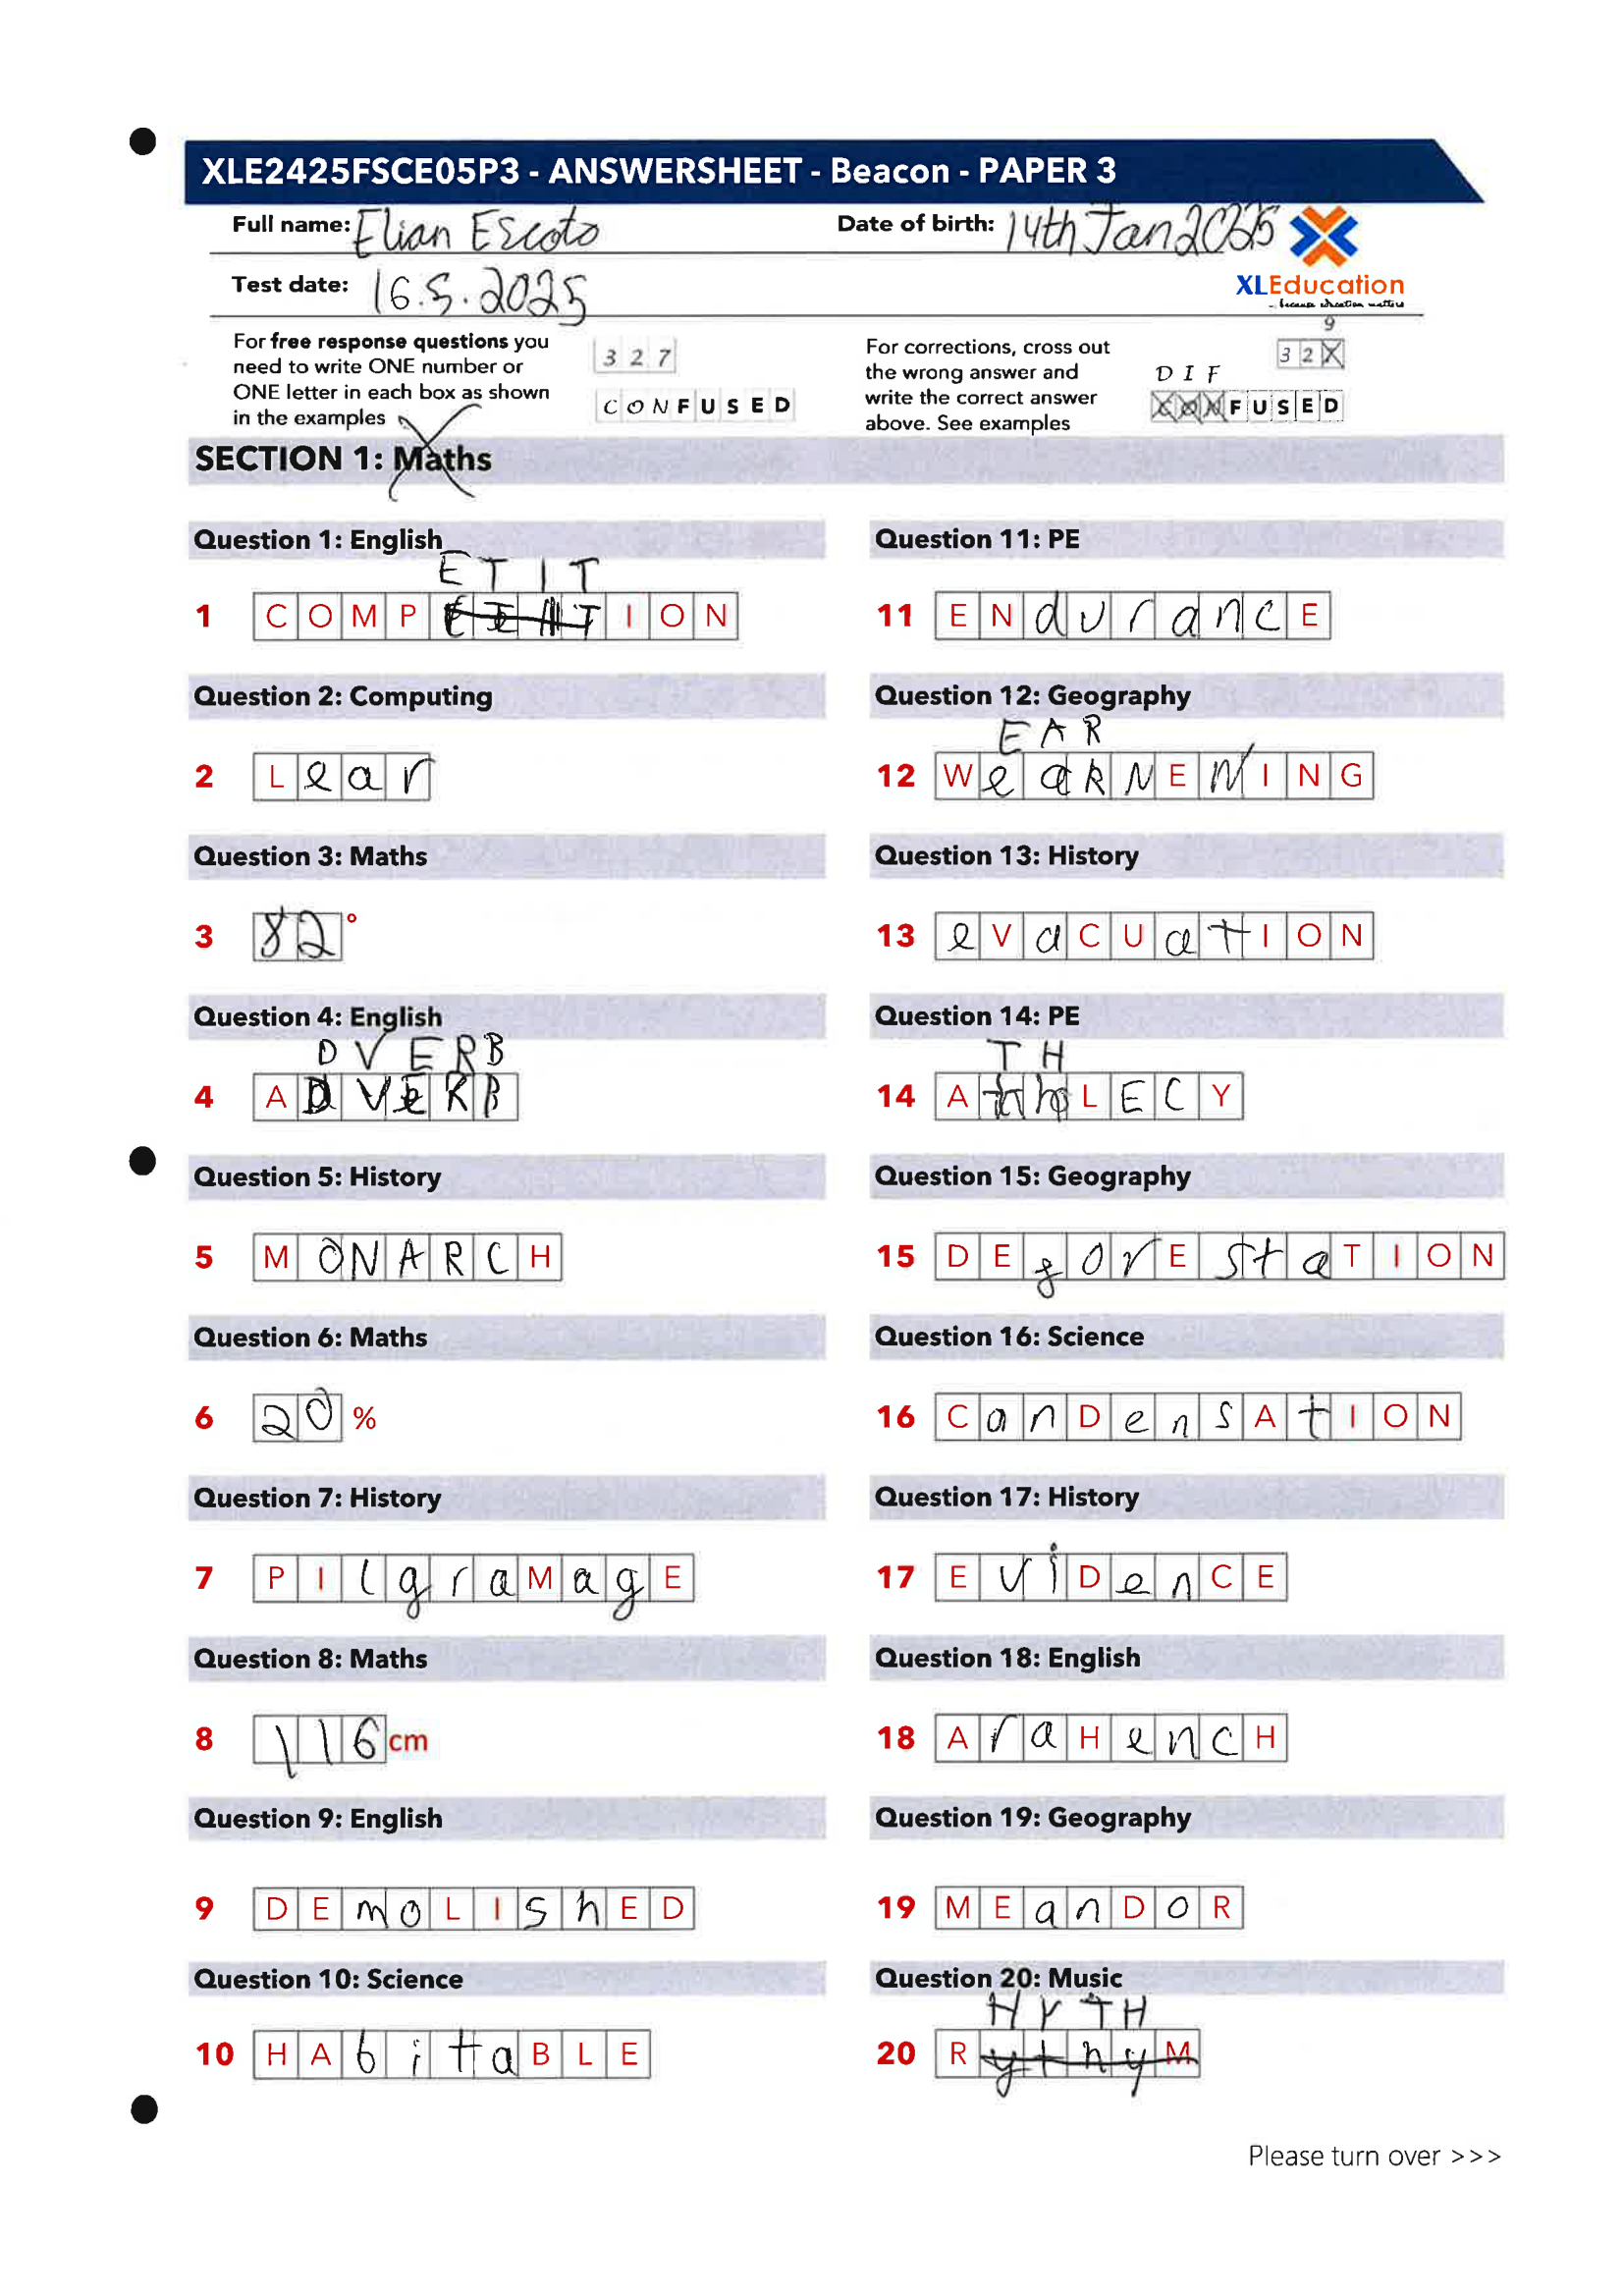 XLE2425FSCE05P3 - ANSWERSHEET - Beacon - PAPER 3
Full name: Elian Escoto
Date of birth: 14th Jan 2025
Test date: 16.5.2025
XLEducation
... because education matters
For free response questions you
need to write ONE number or
ONE letter in each box as shown
in the examples
3 2 7
C O N F U S E D
For corrections, cross out
the wrong answer and
write the correct answer
above. See examples
9
3 2 X
D I F
C O N F U S E D
SECTION 1: Maths
Question 1: English
E T I T
1 C O M P I O N
Question 2: Computing
2 L e a r
Question 3: Maths
3 8 2 °
Question 4: English
D V E R B
4 A D V E R B
Question 5: History
5 M O N A R C H
Question 6: Maths
6 2 0 %
Question 7: History
7 P I l g r a M a g E
Question 8: Maths
8 1 1 6 cm
Question 9: English
9 D E m o L I s h E D
Question 10: Science
10 H A b i t a B L E
Question 11: PE
11 E N d u r a n c E
Question 12: Geography
E A R
12 W e a k N E N I N G
Question 13: History
13 e V a C U a t I O N
Question 14: PE
T H
14 A L E C Y
Question 15: Geography
15 D E f o r E s t a T I O N
Question 16: Science
16 C o n D e n s A t I O N
Question 17: History
17 E v i D e n C E
Question 18: English
18 A r a H e n c H
Question 19: Geography
19 M E a n D o R
Question 20: Music
H Y T H
20 R y t h y M
Please turn over >>>